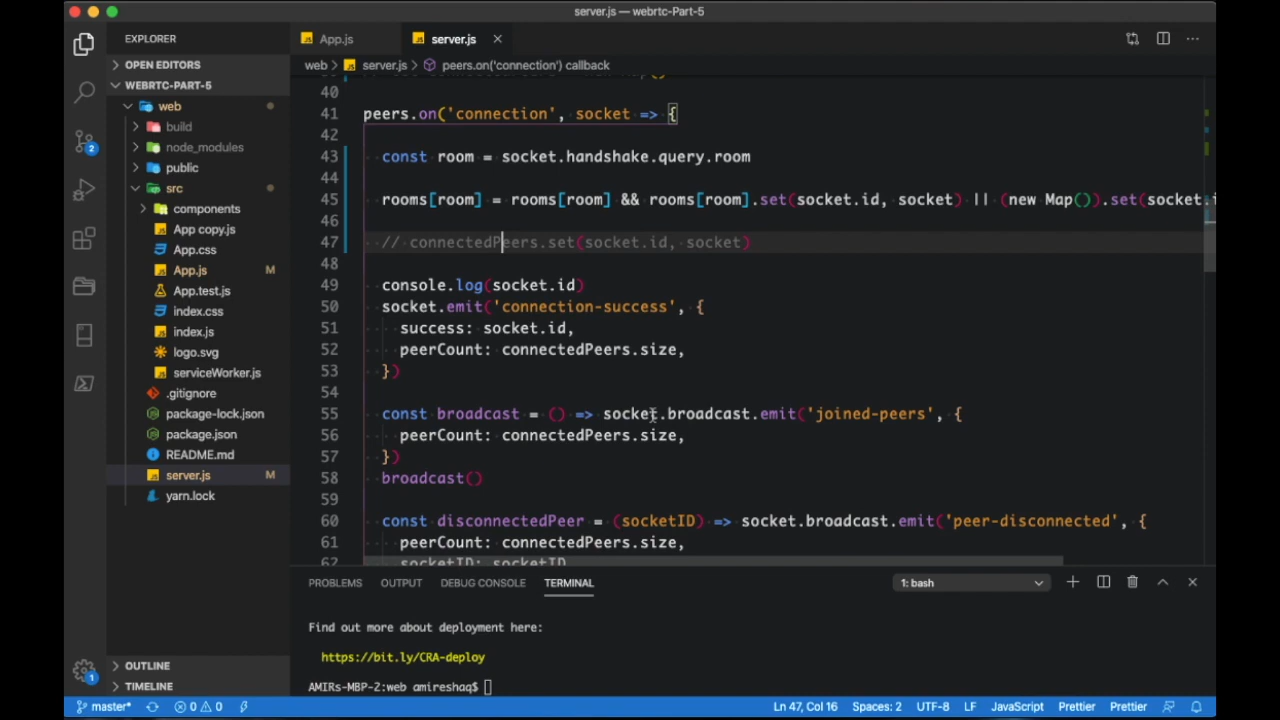 server.js — webrtc-Part-5
EXPLORER
App.js
server.js
OPEN EDITORS
web > server.js > peers.on('connection') callback
WEBRTC-PART-5
web
build
node_modules
public
src
components
App copy.js
App.css
App.js M
App.test.js
index.css
index.js
logo.svg
serviceWorker.js
.gitignore
package-lock.json
package.json
README.md
server.js M
yarn.lock
OUTLINE
TIMELINE
40
41 peers.on('connection', socket => {
42
43 const room = socket.handshake.query.room
44
45 rooms[room] = rooms[room] && rooms[room].set(socket.id, socket) || (new Map()).set(socket.i
46
47 // connectedPeers.set(socket.id, socket)
48
49 console.log(socket.id)
50 socket.emit('connection-success', {
51 success: socket.id,
52 peerCount: connectedPeers.size,
53 })
54
55 const broadcast = () => socket.broadcast.emit('joined-peers', {
56 peerCount: connectedPeers.size,
57 })
58 broadcast()
59
60 const disconnectedPeer = (socketID) => socket.broadcast.emit('peer-disconnected', {
61 peerCount: connectedPeers.size,
62 socketID: socketID
PROBLEMS OUTPUT DEBUG CONSOLE TERMINAL 1: bash
Find out more about deployment here:
https://bit.ly/CRA-deploy
AMIRs-MBP-2:web amireshaq$
master* 0 0 Ln 47, Col 16 Spaces: 2 UTF-8 LF JavaScript Prettier Prettier
2
1